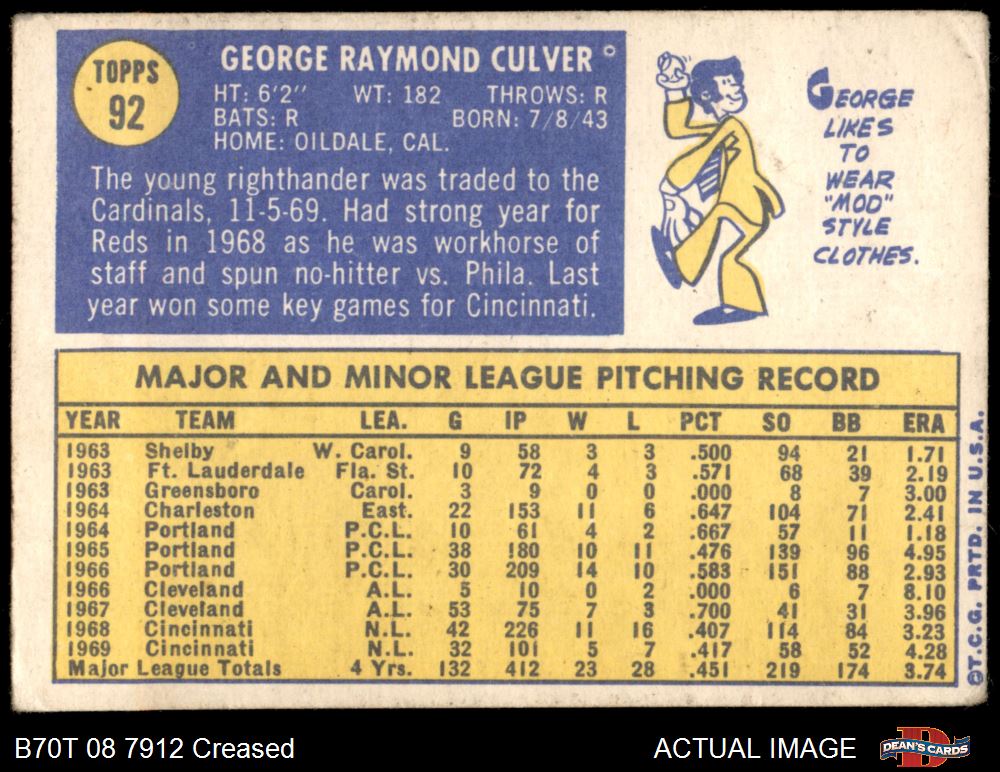 TOPPS
92
GEORGE RAYMOND CULVER
HT: 6'2" WT: 182 THROWS: R
BATS: R BORN: 7/8/43
HOME: OILDALE, CAL.
The young righthander was traded to the
Cardinals, 11-5-69. Had strong year for
Reds in 1968 as he was workhorse of
staff and spun no-hitter vs. Phila. Last
year won some key games for Cincinnati.
GEORGE
LIKES
TO
WEAR
"MOD"
STYLE
CLOTHES.
MAJOR AND MINOR LEAGUE PITCHING RECORD
YEAR TEAM LEA. G IP W L PCT SO BB ERA
1963 Shelby W. Carol. 9 58 3 3 .500 94 21 1.71
1963 Ft. Lauderdale Fla. St. 10 72 4 3 .571 68 39 2.19
1963 Greensboro Carol. 3 9 0 0 .000 8 7 3.00
1964 Charleston East. 22 153 11 6 .647 104 71 2.41
1964 Portland P.C.L. 10 61 4 2 .667 57 11 1.18
1965 Portland P.C.L. 38 180 10 11 .476 139 96 4.95
1966 Portland P.C.L. 30 209 14 10 .583 151 88 2.93
1966 Cleveland A.L. 5 10 0 2 .000 6 7 8.10
1967 Cleveland A.L. 53 75 7 3 .700 41 31 3.96
1968 Cincinnati N.L. 42 226 11 16 .407 114 84 3.23
1969 Cincinnati N.L. 32 101 5 7 .417 58 52 4.28
Major League Totals 4 Yrs. 132 412 23 28 .451 219 174 3.74
©T.C.G. PRTD. IN U.S.A.
B70T 08 7912 Creased
ACTUAL IMAGE
DEAN'S CARDS